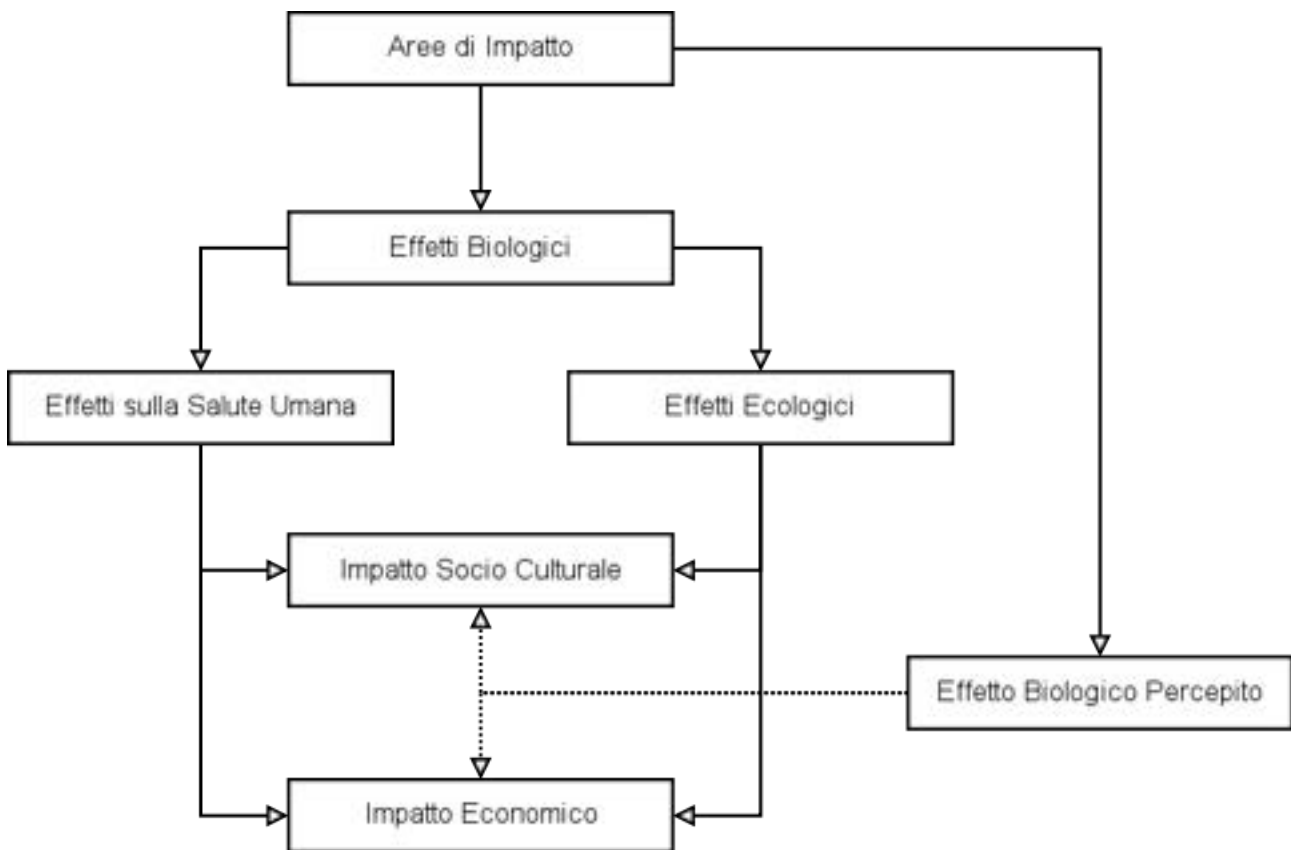 Aree di Impatto
Effetti Biologici
Effetti sulla Salute Umana
Effetti Ecologici
Impatto Socio Culturale
Effetto Biologico Percepito
Impatto Economico